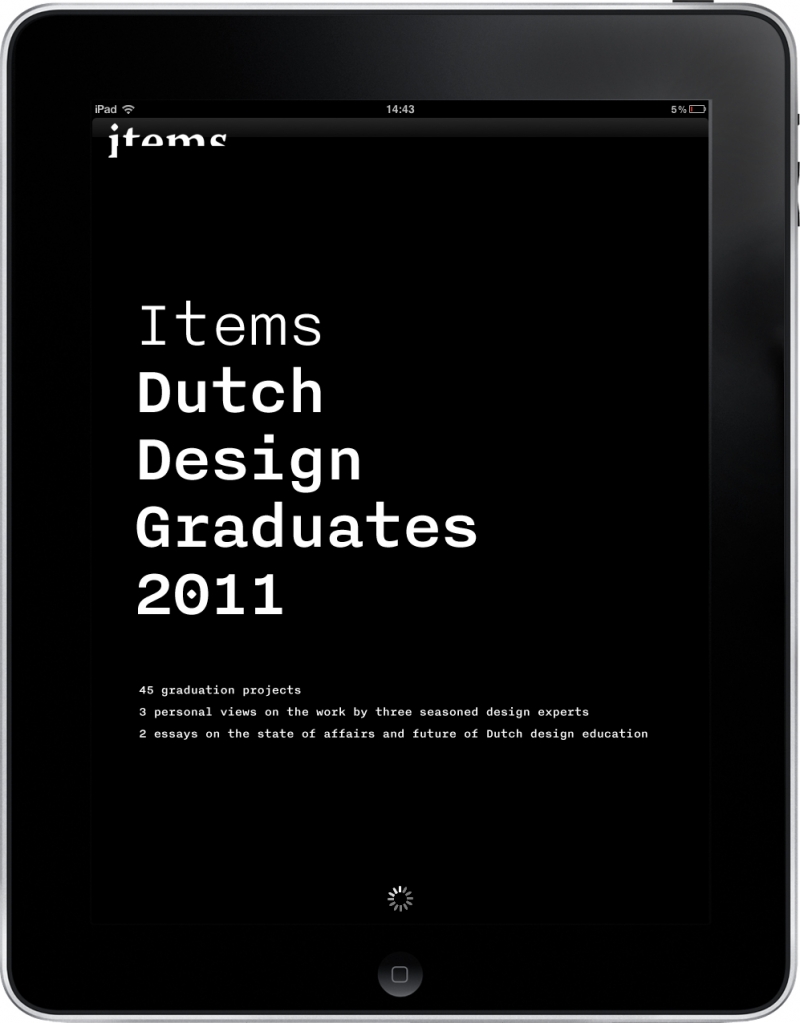 iPad 14:43 5%
items
Items
Dutch
Design
Graduates
2011
45 graduation projects
3 personal views on the work by three seasoned design experts
2 essays on the state of affairs and future of Dutch design education